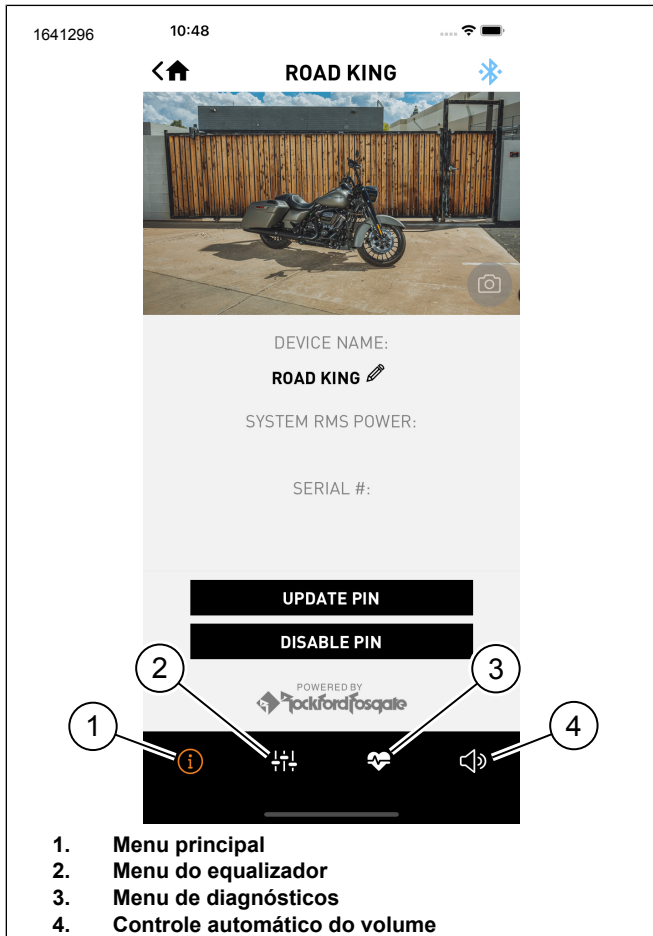 1641296
10:48
ROAD KING
DEVICE NAME:
ROAD KING
SYSTEM RMS POWER:
SERIAL #:
UPDATE PIN
DISABLE PIN
POWERED BY
Rockford Fosgate
1
2
3
4
1. Menu principal
2. Menu do equalizador
3. Menu de diagnósticos
4. Controle automático do volume